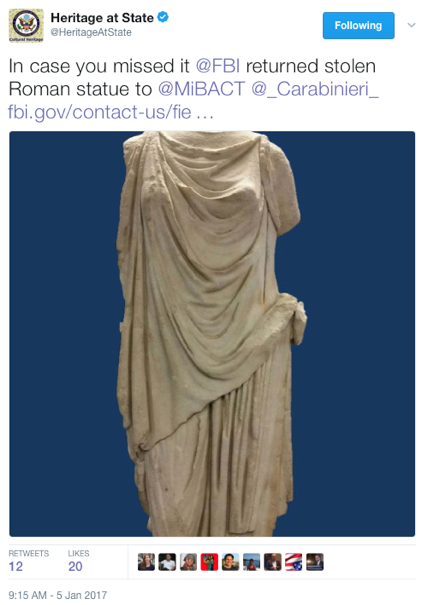 Heritage at State
@HeritageAtState
Following
In case you missed it @FBI returned stolen
Roman statue to @MiBACT @_Carabinieri_
fbi.gov/contact-us/fie …
RETWEETS
12
LIKES
20
9:15 AM - 5 Jan 2017